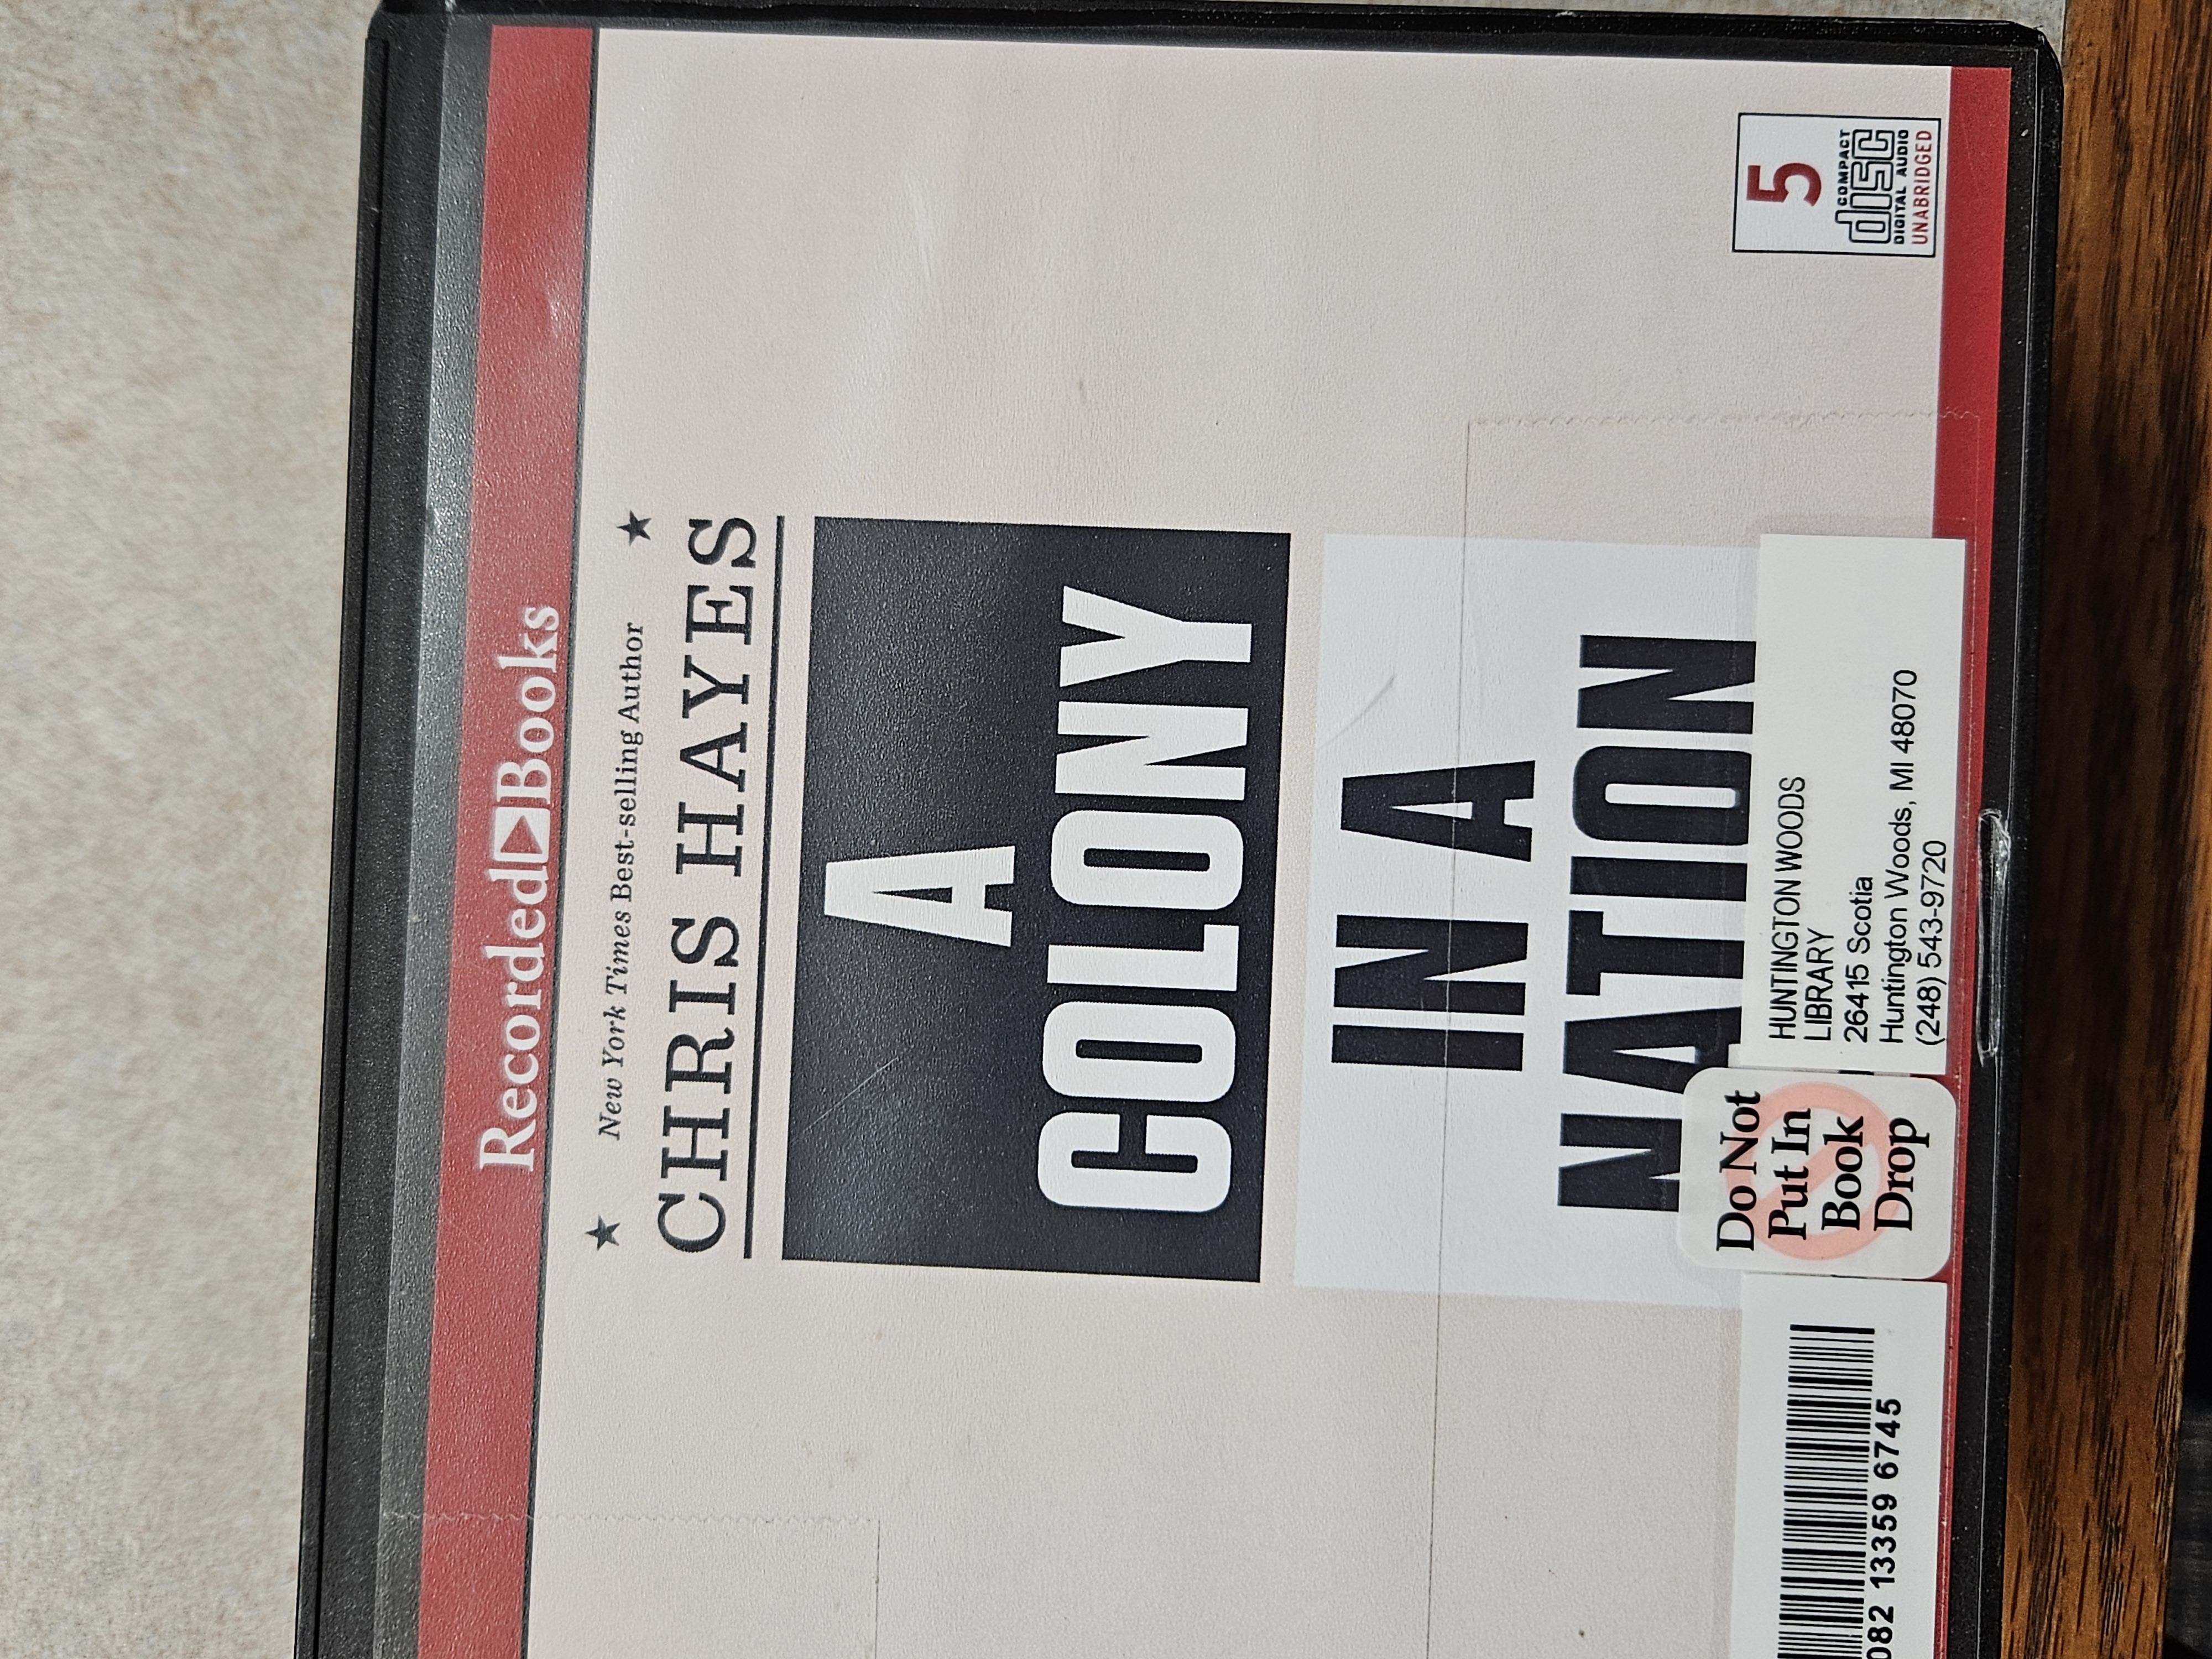 Recorded Books
New York Times Best-selling Author
CHRIS HAYES
A
COLONY
IN A
NATION
5
COMPACT
disc
DIGITAL AUDIO
UNABRIDGED
HUNTINGTON WOODS
LIBRARY
26415 Scotia
Huntington Woods, MI 48070
(248) 543-9720
Do Not
Put In
Book
Drop
082 13359 6745